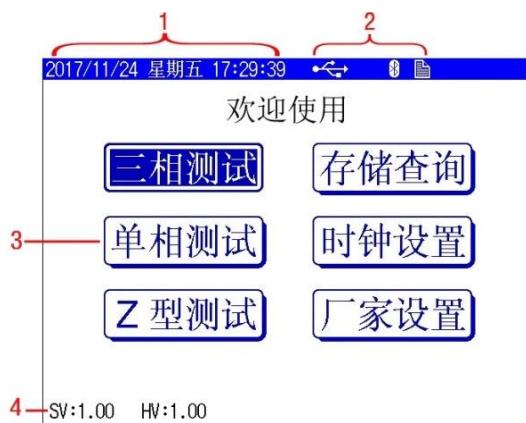 1 2
2017/11/24 星期五 17:29:39
欢迎使用
三相测试 存储查询
3 单相测试 时钟设置
Z 型测试 厂家设置
4 SV:1.00 HV:1.00